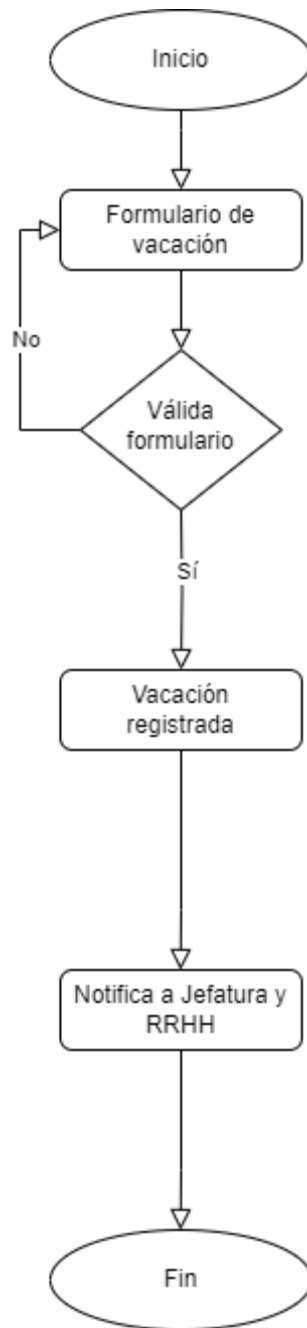 Inicio
Formulario de
vacación
No
Válida
formulario
Sí
Vacación
registrada
Notifica a Jefatura y
RRHH
Fin